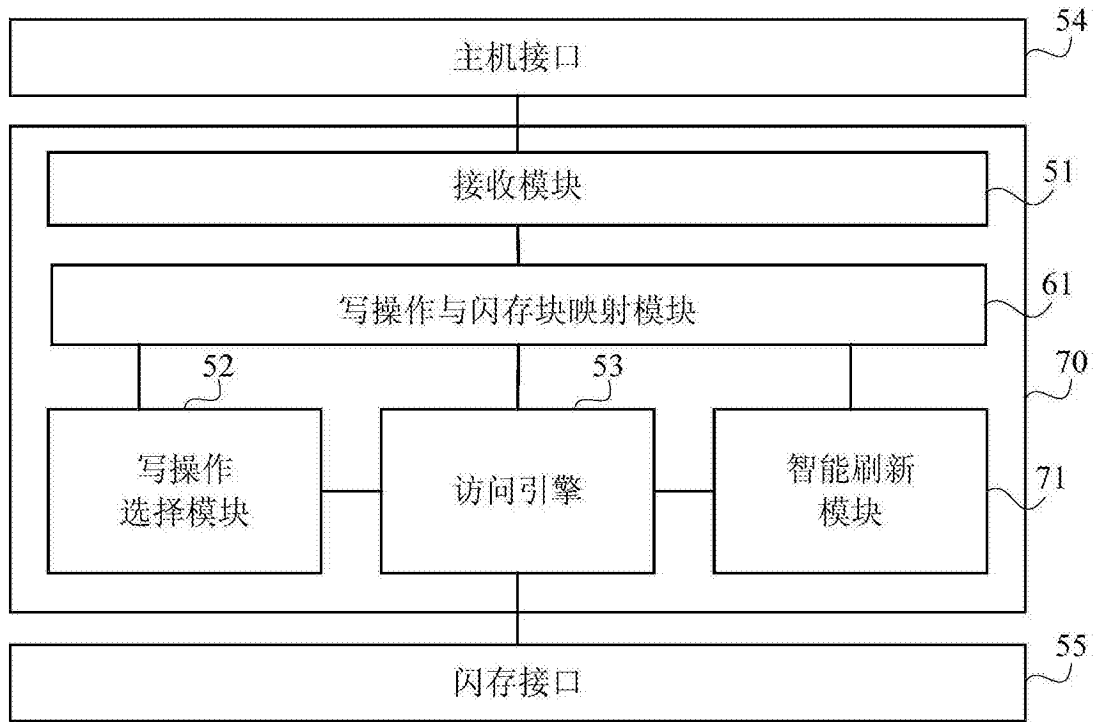 主机接口
54
接收模块
51
写操作与闪存块映射模块
61
52
53
70
写操作
选择模块
访问引擎
智能刷新
模块
71
闪存接口
55